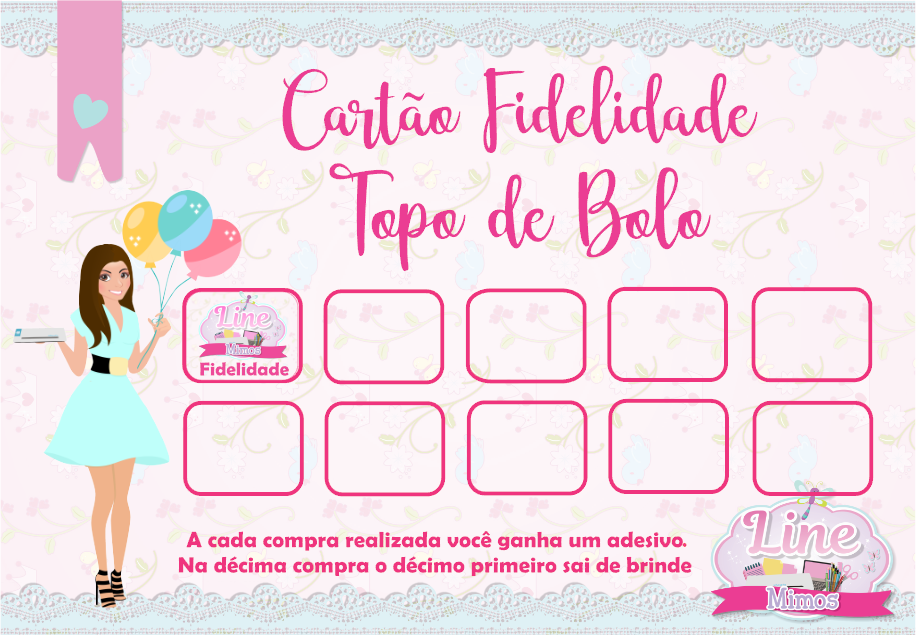 Cartão Fidelidade
Topo de Bolo
Line
Mimos
Fidelidade
A cada compra realizada você ganha um adesivo.
Na décima compra o décimo primeiro sai de brinde
Line
Mimos